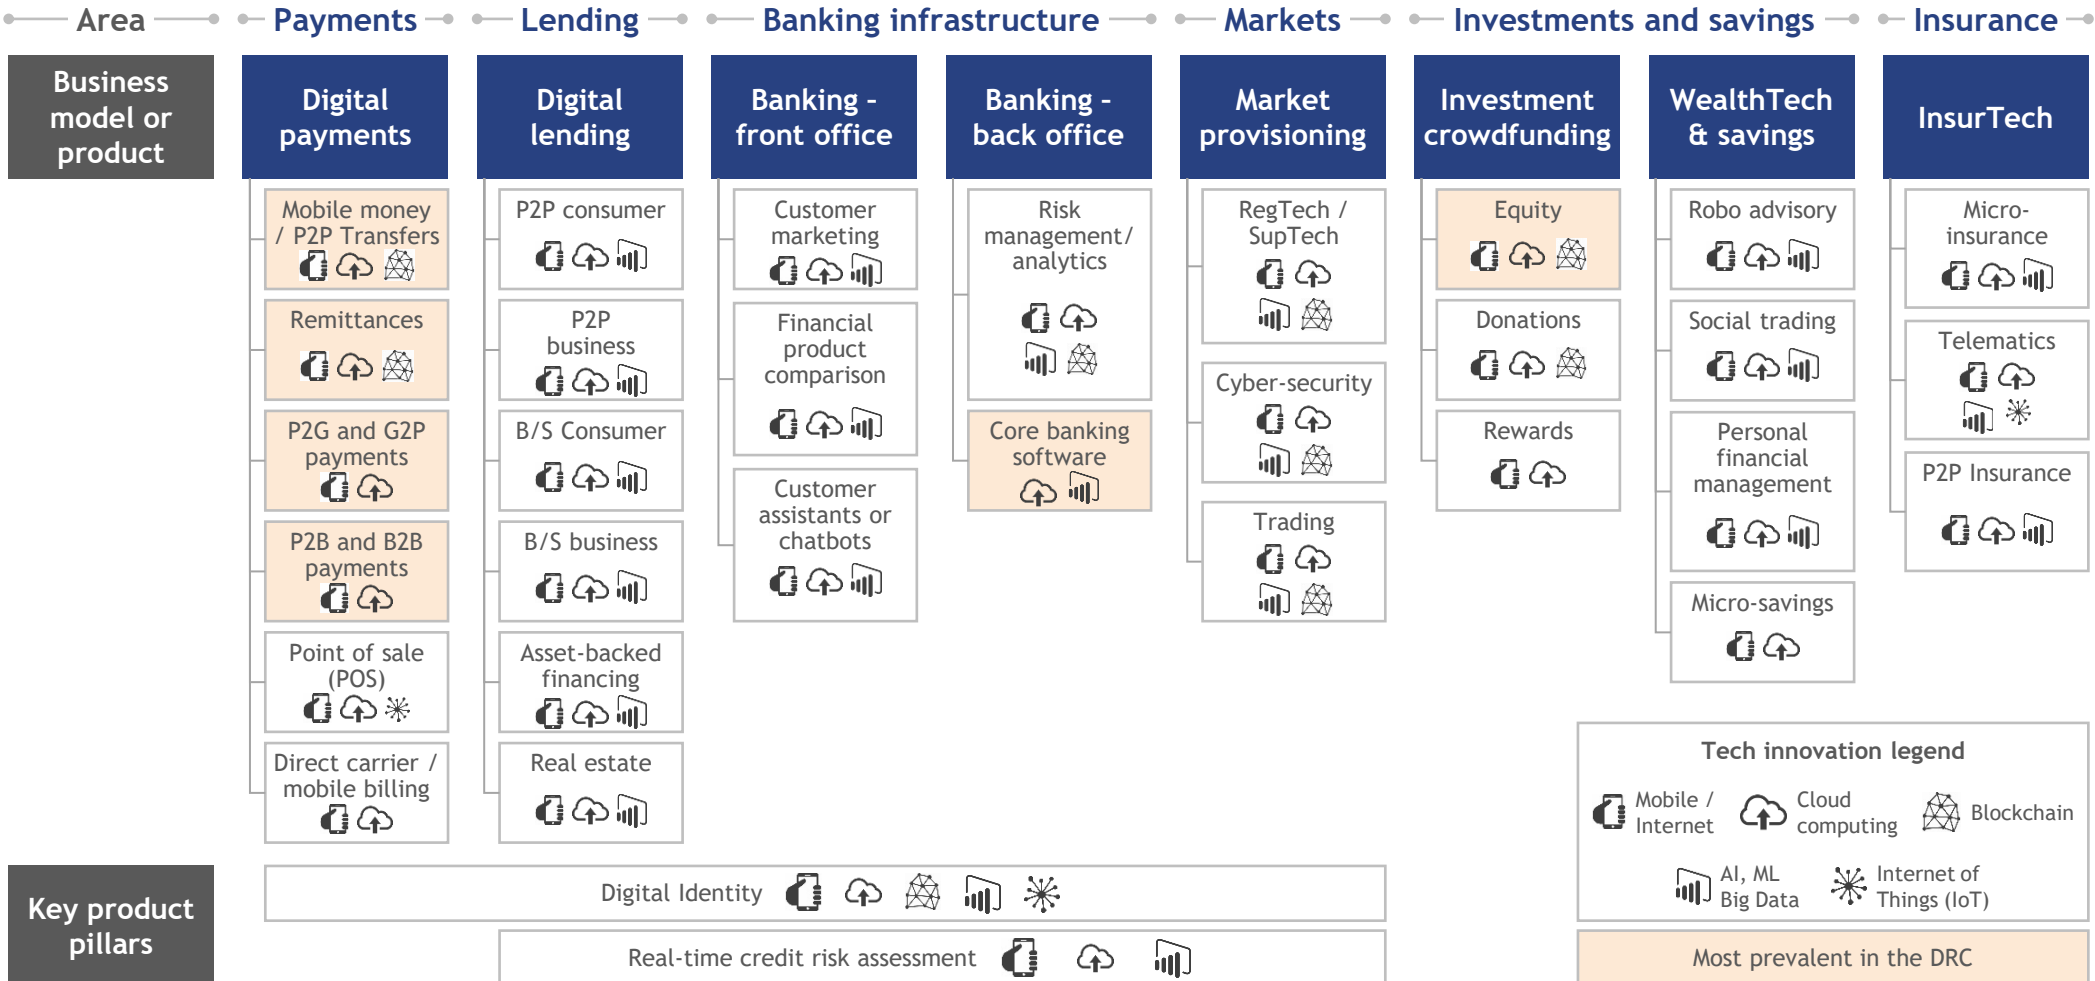 Area
Payments
Lending
Banking infrastructure
Markets
Investments and savings
Insurance
Business
model or
product
Digital
payments
Digital
lending
Banking –
front office
Banking –
back office
Market
provisioning
Investment
crowdfunding
WealthTech
& savings
InsurTech
Mobile money
/ P2P Transfers
Remittances
P2G and G2P
payments
P2B and B2B
payments
Point of sale
(POS)
Direct carrier /
mobile billing
P2P consumer
P2P
business
B/S Consumer
B/S business
Asset-backed
financing
Real estate
Customer
marketing
Financial
product
comparison
Customer
assistants or
chatbots
Risk
management/
analytics
Core banking
software
RegTech /
SupTech
Cyber-security
Trading
Equity
Donations
Rewards
Robo advisory
Social trading
Personal
financial
management
Micro-savings
Micro-
insurance
Telematics
P2P Insurance
Tech innovation legend
Mobile /
Internet
Cloud
computing
Blockchain
AI, ML
Big Data
Internet of
Things (IoT)
Most prevalent in the DRC
Key product
pillars
Digital Identity
Real-time credit risk assessment